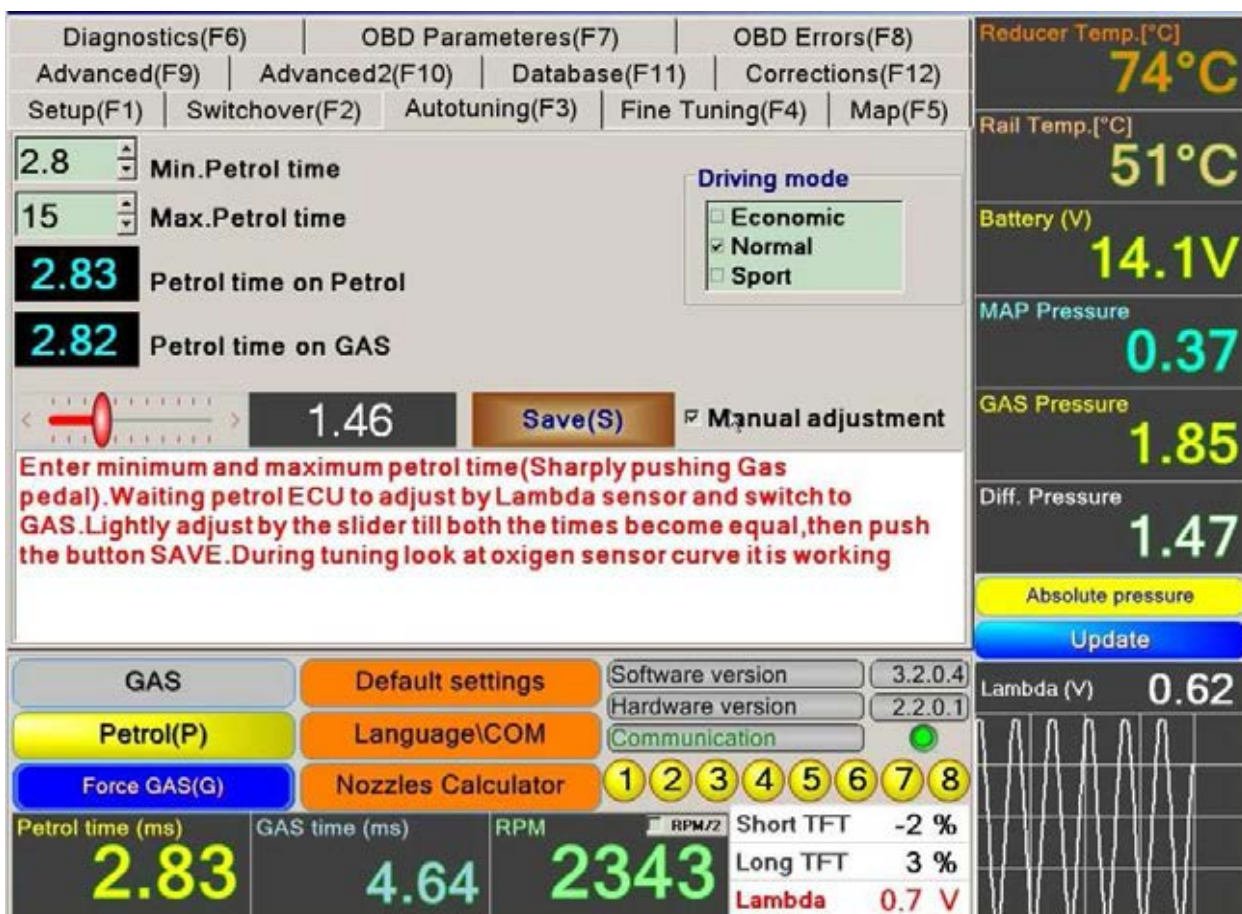 Diagnostics(F6) OBD Parameteres(F7) OBD Errors(F8)
Advanced(F9) Advanced2(F10) Database(F11) Corrections(F12)
Setup(F1) Switchover(F2) Autotuning(F3) Fine Tuning(F4) Map(F5)
2.8 Min.Petrol time
15 Max.Petrol time
2.83 Petrol time on Petrol
2.82 Petrol time on GAS
Driving mode
Economic
Normal
Sport
1.46 Save(S) Manual adjustment
Enter minimum and maximum petrol time(Sharply pushing Gas
pedal).Waiting petrol ECU to adjust by Lambda sensor and switch to
GAS.Lightly adjust by the slider till both the times become equal,then push
the button SAVE.During tuning look at oxigen sensor curve it is working
Reducer Temp.[°C]
74°C
Rail Temp.[°C]
51°C
Battery (V)
14.1V
MAP Pressure
0.37
GAS Pressure
1.85
Diff. Pressure
1.47
Absolute pressure
Update
Lambda (V) 0.62
GAS
Petrol(P)
Force GAS(G)
Default settings
Language\COM
Nozzles Calculator
Software version 3.2.0.4
Hardware version 2.2.0.1
Communication
1 2 3 4 5 6 7 8
Petrol time (ms)
2.83
GAS time (ms)
4.64
RPM RPM/2
2343
Short TFT -2 %
Long TFT 3 %
Lambda 0.7 V